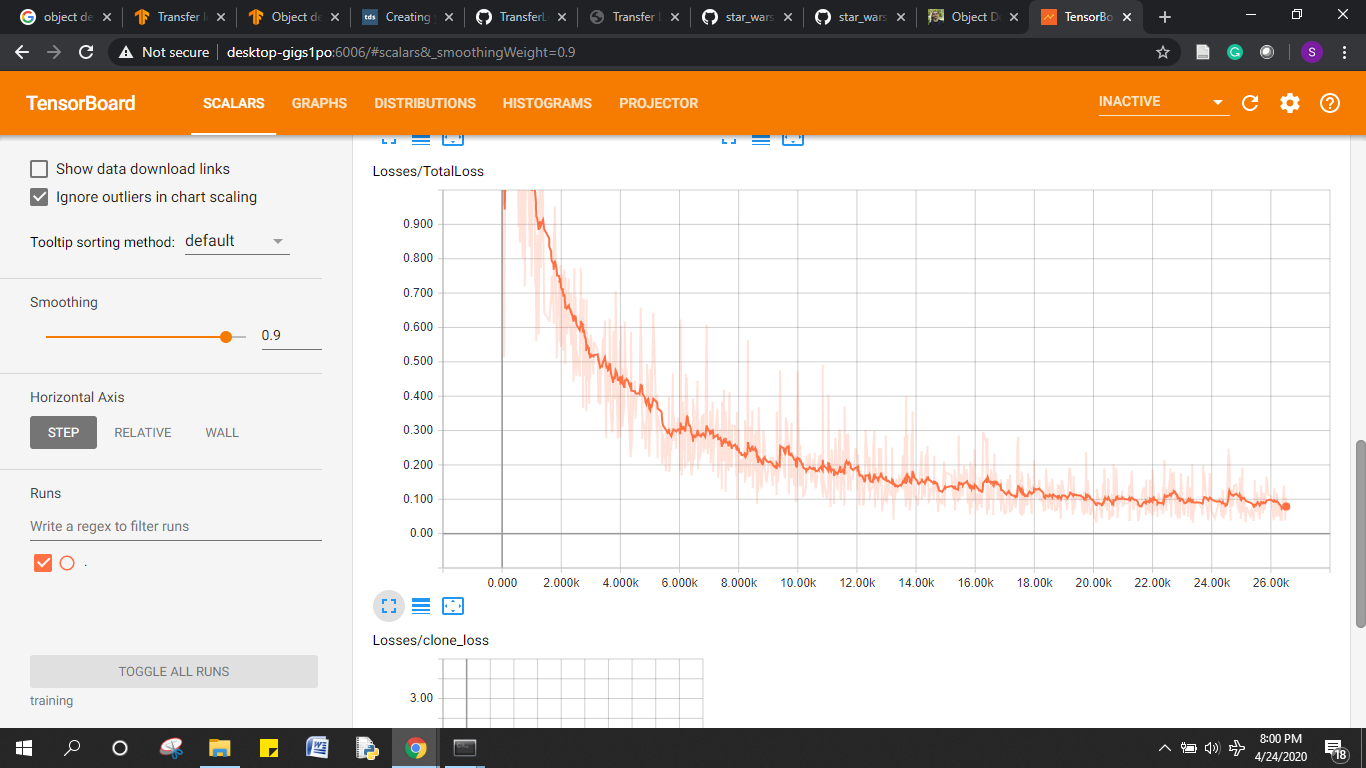 object de
Transfer l
Object de
tds Creating
TransferL
Transfer
star_wars
star_wars
Object De
TensorBo
Not secure desktop-gigs1po:6006/#scalars&_smoothingWeight=0.9
S
TensorBoard SCALARS GRAPHS DISTRIBUTIONS HISTOGRAMS PROJECTOR INACTIVE
Show data download links
Ignore outliers in chart scaling
Tooltip sorting method: default
Smoothing
0.9
Horizontal Axis
STEP RELATIVE WALL
Runs
Write a regex to filter runs
.
TOGGLE ALL RUNS
training
Losses/TotalLoss
0.900
0.800
0.700
0.600
0.500
0.400
0.300
0.200
0.100
0.00
0.000 2.000k 4.000k 6.000k 8.000k 10.00k 12.00k 14.00k 16.00k 18.00k 20.00k 22.00k 24.00k 26.00k
Losses/clone_loss
3.00
8:00 PM
4/24/2020
18